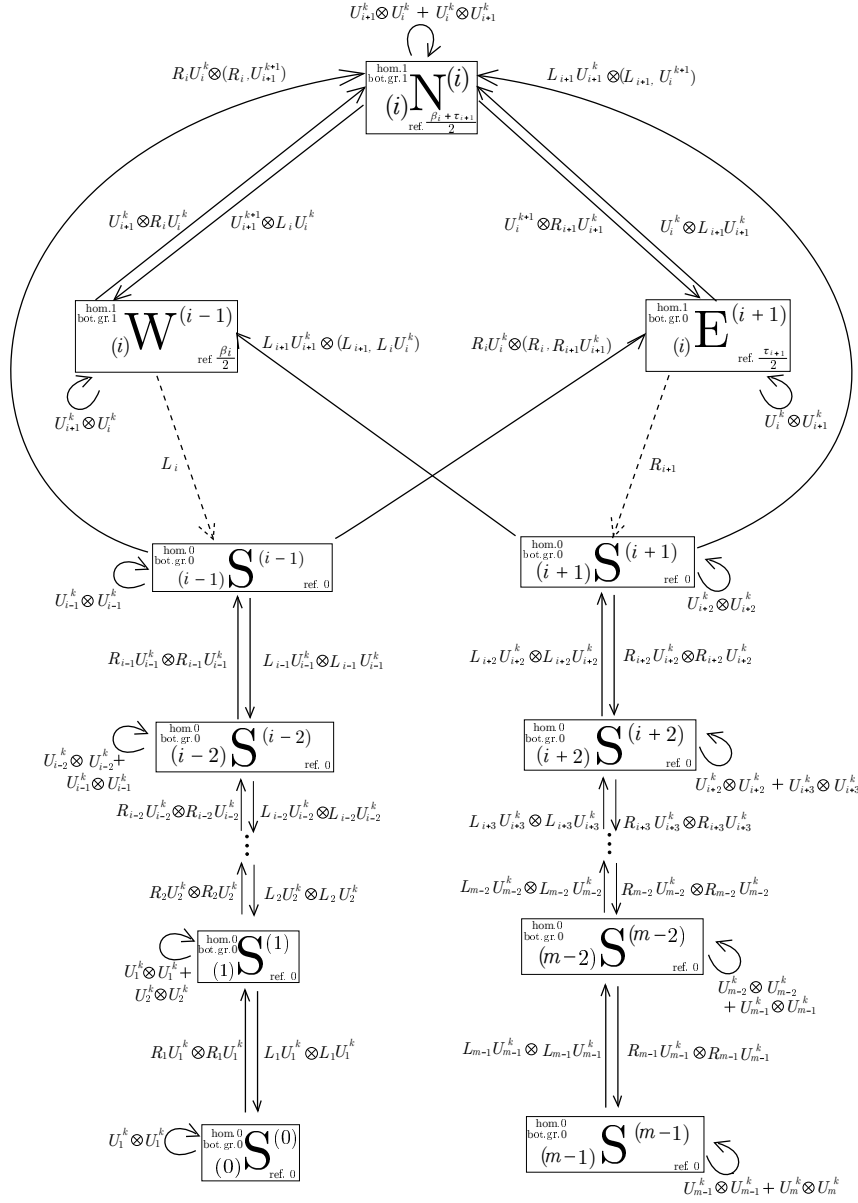 U_{i+1}^k ⊗ U_i^k + U_i^k ⊗ U_{i+1}^k
R_i U_i^k ⊗ (R_i, U_{i+1}^{k+1})
L_{i+1} U_{i+1}^k ⊗ (L_{i+1}, U_i^{k+1})
hom.1
bot.gr.1
(i) N (i)
ref. β_i + τ_{i+1} / 2
U_{i+1}^k ⊗ R_i U_i^k
U_{i+1}^{k+1} ⊗ L_i U_i^k
U_i^{k+1} ⊗ R_{i+1} U_{i+1}^k
U_i^k ⊗ L_{i+1} U_{i+1}^k
hom.1
bot.gr.1
(i) W (i−1)
ref β_i / 2
hom.1
bot.gr.0
(i) E (i+1)
ref. τ_{i+1} / 2
L_{i+1} U_{i+1}^k ⊗ (L_{i+1}, L_i U_i^k)
R_i U_i^k ⊗ (R_i, R_{i+1} U_{i+1}^k)
U_{i+1}^k ⊗ U_i^k
U_i^k ⊗ U_{i+1}^k
L_i
R_{i+1}
hom.0
bot.gr.0
(i−1) S (i−1)
ref. 0
hom.0
bot.gr.0
(i+1) S (i+1)
ref. 0
U_{i−1}^k ⊗ U_{i−1}^k
U_{i+2}^k ⊗ U_{i+2}^k
R_{i−1} U_{i−1}^k ⊗ R_{i−1} U_{i−1}^k
L_{i−1} U_{i−1}^k ⊗ L_{i−1} U_{i−1}^k
L_{i+2} U_{i+2}^k ⊗ L_{i+2} U_{i+2}^k
R_{i+2} U_{i+2}^k ⊗ R_{i+2} U_{i+2}^k
hom.0
bot.gr.0
(i−2) S (i−2)
ref. 0
hom.0
bot.gr.0
(i+2) S (i+2)
ref. 0
U_{i−2}^k ⊗ U_{i−2}^k +
U_{i−1}^k ⊗ U_{i−1}^k
U_{i+2}^k ⊗ U_{i+2}^k + U_{i+3}^k ⊗ U_{i+3}^k
R_{i−2} U_{i−2}^k ⊗ R_{i−2} U_{i−2}^k
L_{i−2} U_{i−2}^k ⊗ L_{i−2} U_{i−2}^k
L_{i+3} U_{i+3}^k ⊗ L_{i+3} U_{i+3}^k
R_{i+3} U_{i+3}^k ⊗ R_{i+3} U_{i+3}^k
R_2 U_2^k ⊗ R_2 U_2^k
L_2 U_2^k ⊗ L_2 U_2^k
L_{m−2} U_{m−2}^k ⊗ L_{m−2} U_{m−2}^k
R_{m−2} U_{m−2}^k ⊗ R_{m−2} U_{m−2}^k
hom.0
bot.gr.0
(1) S (1)
ref. 0
hom.0
bot.gr.0
(m−2) S (m−2)
ref. 0
U_1^k ⊗ U_1^k +
U_2^k ⊗ U_2^k
U_{m−2}^k ⊗ U_{m−2}^k
+ U_{m−1}^k ⊗ U_{m−1}^k
R_1 U_1^k ⊗ R_1 U_1^k
L_1 U_1^k ⊗ L_1 U_1^k
L_{m−1} U_{m−1}^k ⊗ L_{m−1} U_{m−1}^k
R_{m−1} U_{m−1}^k ⊗ R_{m−1} U_{m−1}^k
U_1^k ⊗ U_1^k
hom.0
bot.gr.0
(0) S (0)
ref. 0
hom.0
bot.gr.0
(m−1) S (m−1)
ref. 0
U_{m−1}^k ⊗ U_{m−1}^k + U_m^k ⊗ U_m^k